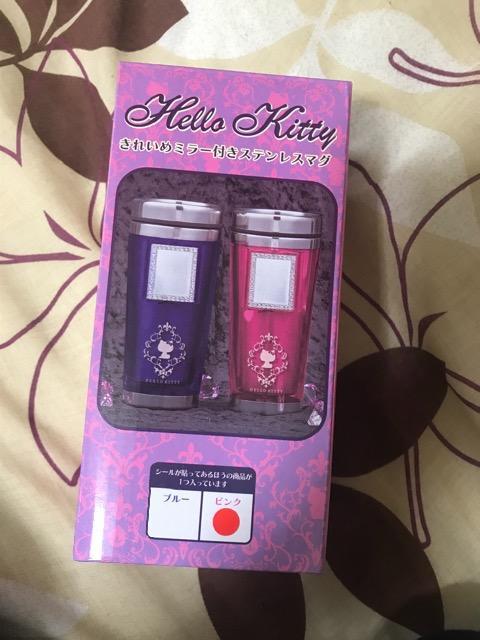 Hello Kitty
きれいめミラー付きステンレスマグ
HELLO KITTY
HELLO KITTY
シールが貼ってあるほうの商品が
1つ入っています
ブルー
ピンク